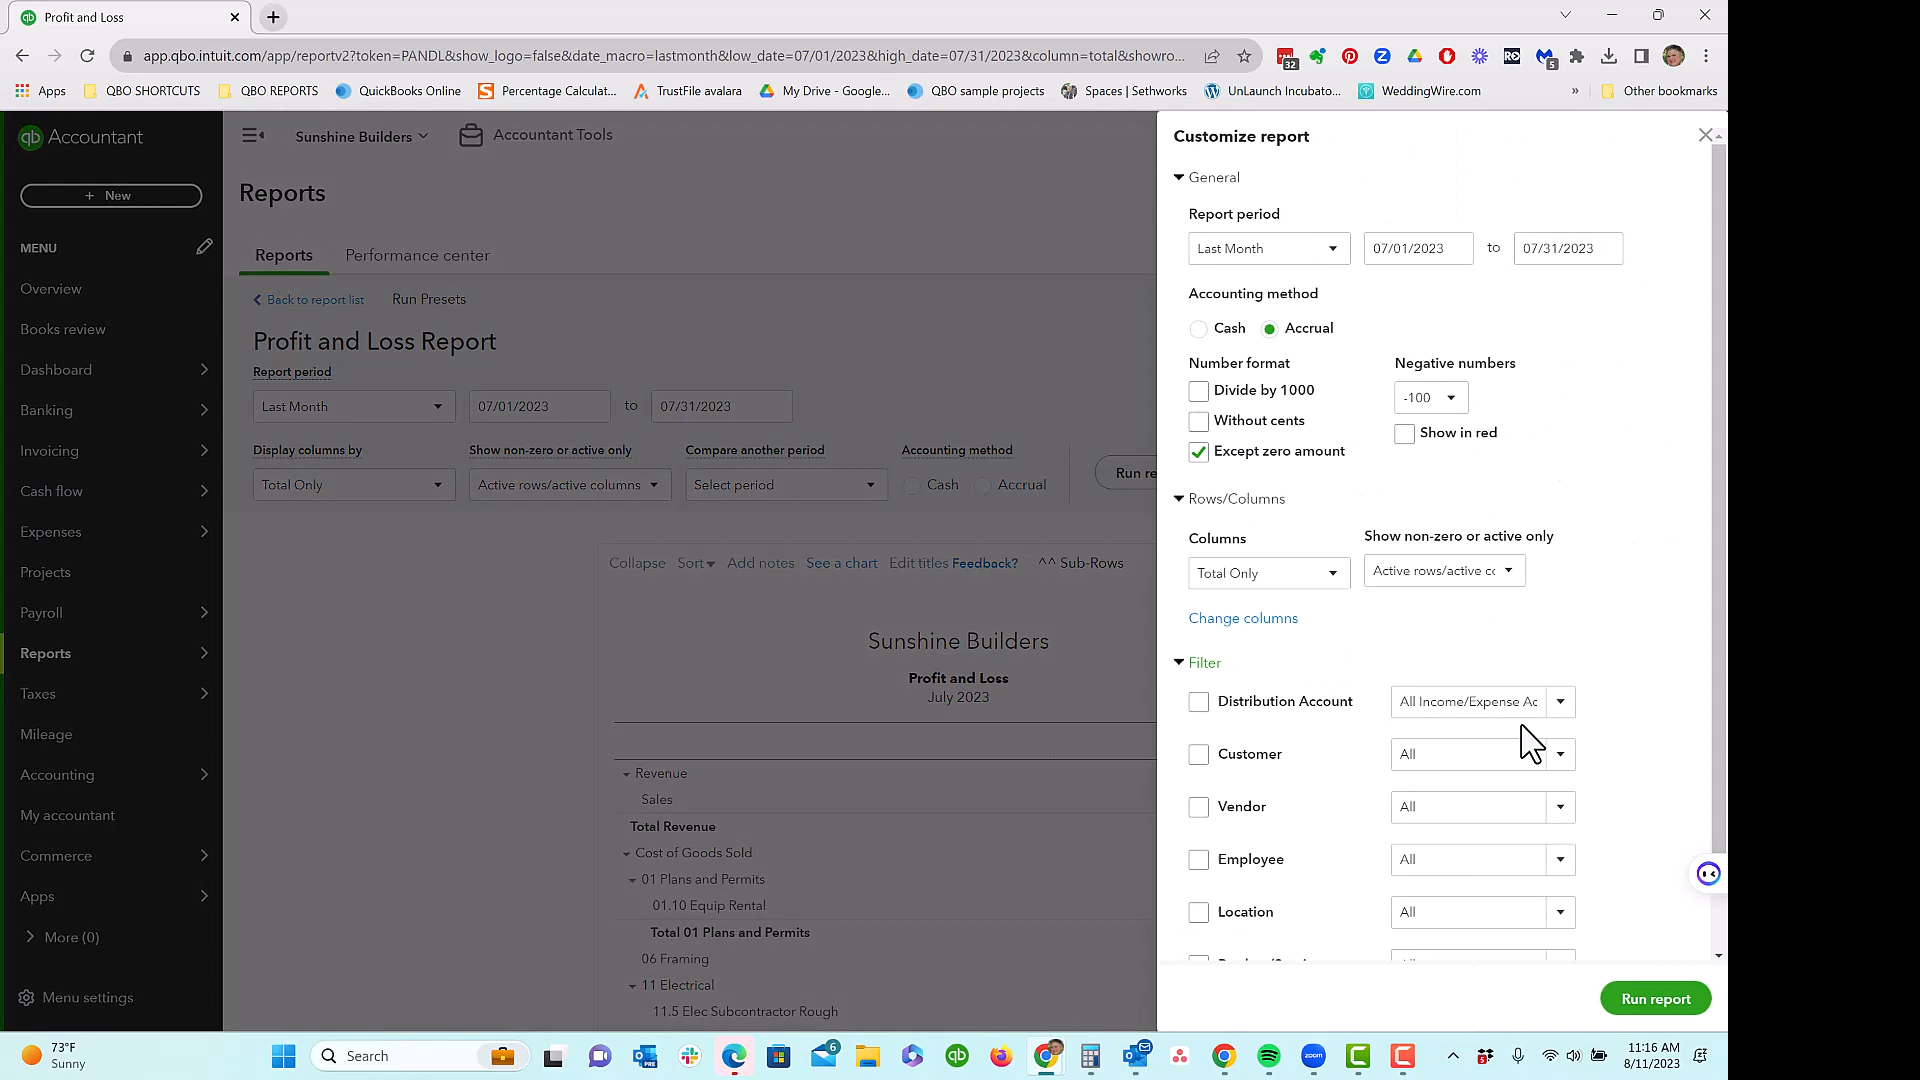 Profit and Loss
app.qbo.intuit.com/app/reportv2?token=PANDL&show_logo=false&date_macro=lastmonth&low_date=07/01/2023&high_date=07/31/2023&column=total&showro...
32
5
Apps
QBO SHORTCUTS
QBO REPORTS
QuickBooks Online
Percentage Calculat...
TrustFile avalara
My Drive - Google...
QBO sample projects
Spaces | Sethworks
UnLaunch Incubato...
WeddingWire.com
»
Other bookmarks
qb Accountant
+ New
MENU
Overview
Books review
Dashboard
Banking
Invoicing
Cash flow
Expenses
Projects
Payroll
Reports
Taxes
Mileage
Accounting
My accountant
Commerce
Apps
More (0)
Menu settings
Sunshine Builders
Accountant Tools
Reports
Reports
Performance center
Back to report list
Run Presets
Profit and Loss Report
Report period
Last Month
07/01/2023
to
07/31/2023
Display columns by
Show non-zero or active only
Compare another period
Accounting method
Total Only
Active rows/active columns
Select period
Cash
Accrual
Run re
Collapse
Sort
Add notes
See a chart
Edit titles
Feedback?
^^ Sub-Rows
Sunshine Builders
Profit and Loss
July 2023
Revenue
Sales
Total Revenue
Cost of Goods Sold
01 Plans and Permits
01.10 Equip Rental
Total 01 Plans and Permits
06 Framing
11 Electrical
11.5 Elec Subcontractor Rough
Customize report
General
Report period
Last Month
07/01/2023
to
07/31/2023
Accounting method
Cash
Accrual
Number format
Negative numbers
Divide by 1000
-100
Without cents
Show in red
Except zero amount
Rows/Columns
Columns
Show non-zero or active only
Total Only
Active rows/active cc
Change columns
Filter
Distribution Account
All Income/Expense Ac
Customer
All
Vendor
All
Employee
All
Location
All
Run report
73°F
Sunny
Search
PRE
6
zoom
5
11:16 AM
8/11/2023